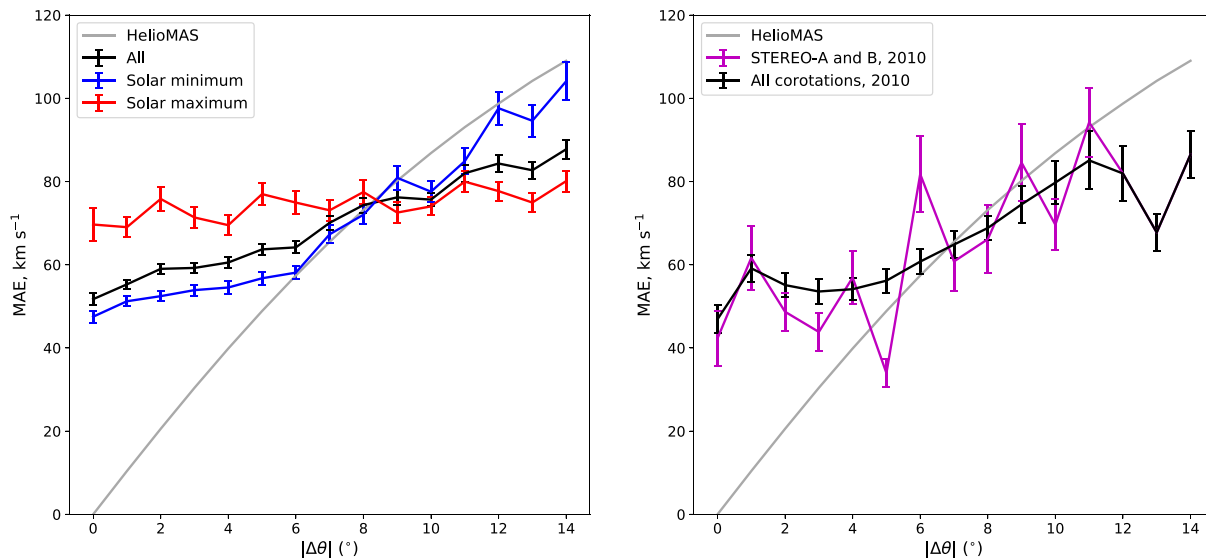 120
100
80
60
40
20
0
MAE, km s⁻¹
HelioMAS
All
Solar minimum
Solar maximum
0 2 4 6 8 10 12 14
|Δθ| (°)
120
100
80
60
40
20
0
MAE, km s⁻¹
HelioMAS
STEREO-A and B, 2010
All corotations, 2010
0 2 4 6 8 10 12 14
|Δθ| (°)